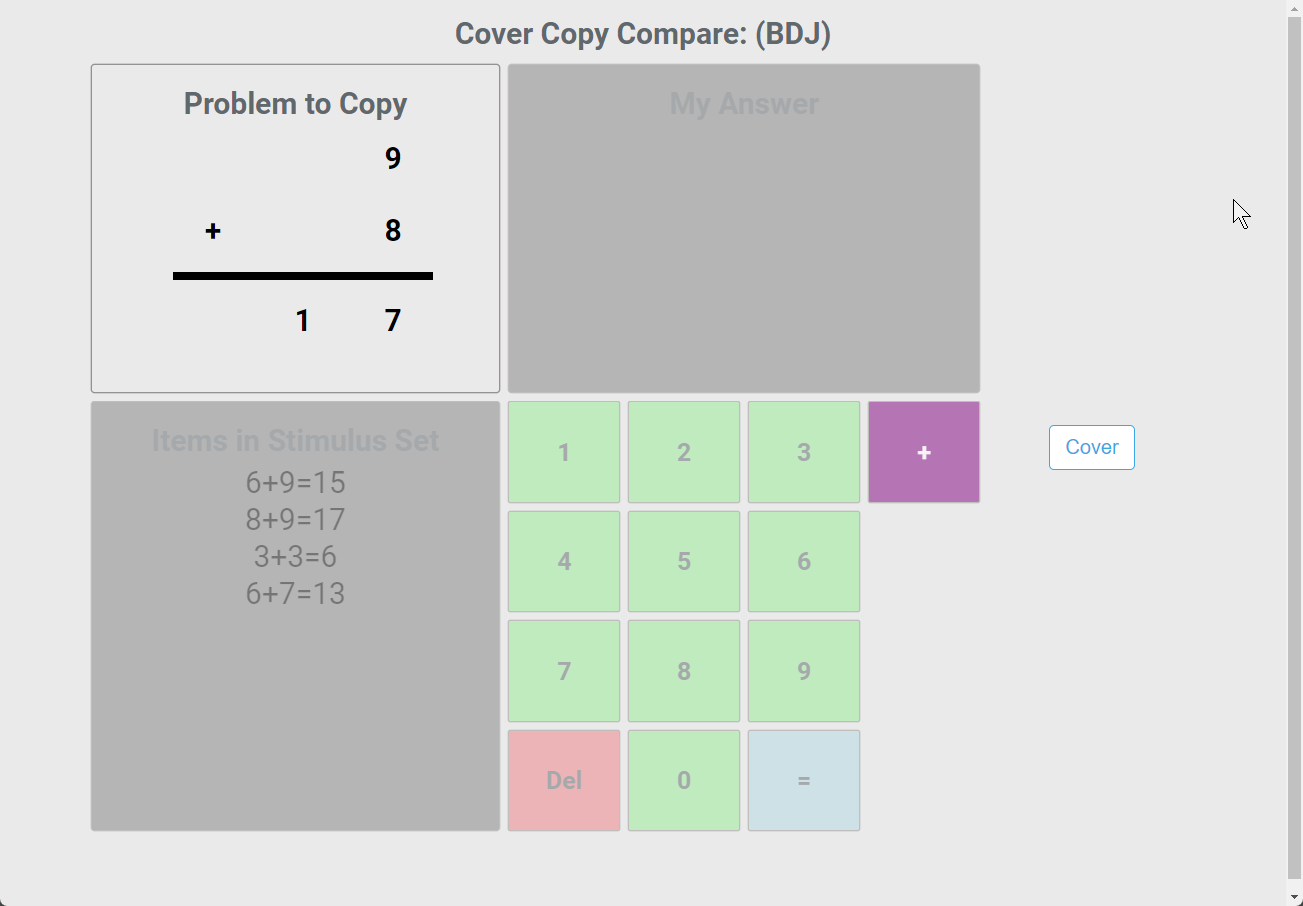 Cover Copy Compare: (BDJ)
Problem to Copy
9
+ 8
1 7
My Answer
Items in Stimulus Set
6+9=15
8+9=17
3+3=6
6+7=13
1 2 3 +
4 5 6
7 8 9
Del 0 =
Cover